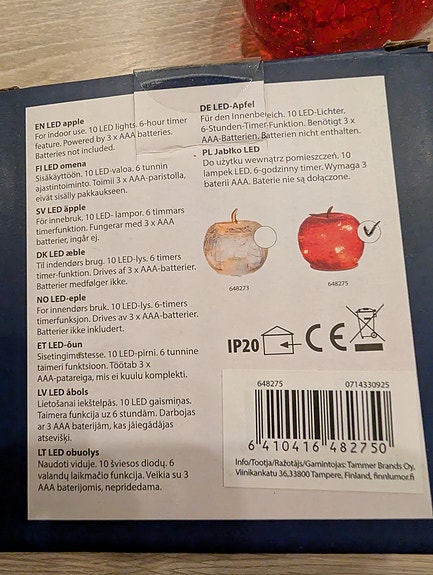 EN LED apple
For indoor use. 10 LED lights. 6-hour timer
feature. Powered by 3 x AAA batteries.
Batteries not included.
FI LED omena
Sisäkäyttöön. 10 LED-valoa. 6 tunnin
ajastintoiminto. Toimii 3 x AAA-paristolla,
eivät sisälly pakkaukseen.
SV LED äpple
För innebruk. 10 LED- lampor. 6 timmars
timerfunktion. Fungerar med 3 x AAA
batterier, ingår ej.
DK LED æble
Til indendørs brug. 10 LED-lys. 6 timers
timer-funktion. Drives af 3 x AAA-batterier.
Batterier medfølger ikke.
NO LED-eple
For innendørs bruk. 10 LED-lys. 6-timers
timerfunksjon. Drives av 3 x AAA-batterier.
Batterier ikke inkludert.
ET LED-õun
Sisetingimustesse. 10 LED-pirni. 6 tunnine
taimeri funktsioon. Töötab 3 x
AAA-patareiga, mis ei kuulu komplekti.
LV LED ābols
Lietošanai iekštelpās. 10 LED gaismiņas.
Taimera funkcija uz 6 stundām. Darbojas
ar 3 AAA baterijām, kas jāiegādājas
atsevišķi.
LT LED obuolys
Naudoti viduje. 10 šviesos diodų. 6
valandų laikmačio funkcija. Veikia su 3
AAA baterijomis, nepridedama.
DE LED-Apfel
Für den Innenbereich. 10 LED-Lichter.
6-Stunden-Timer-Funktion. Benötigt 3 x
AAA-Batterien. Batterien nicht enthalten.
PL Jabłko LED
Do użytku wewnątrz pomieszczeń. 10
lampek LED. 6-godzinny timer. Wymaga 3
baterii AAA. Baterie nie są dołączone.
648273 648275
IP20 CE
648275 0714330925
6 410416 482750
Info/Tootja/Ražotājs/Gamintojas: Tammer Brands Oy,
Viinikankatu 36,33800 Tampere, Finland, finnlumor.fi